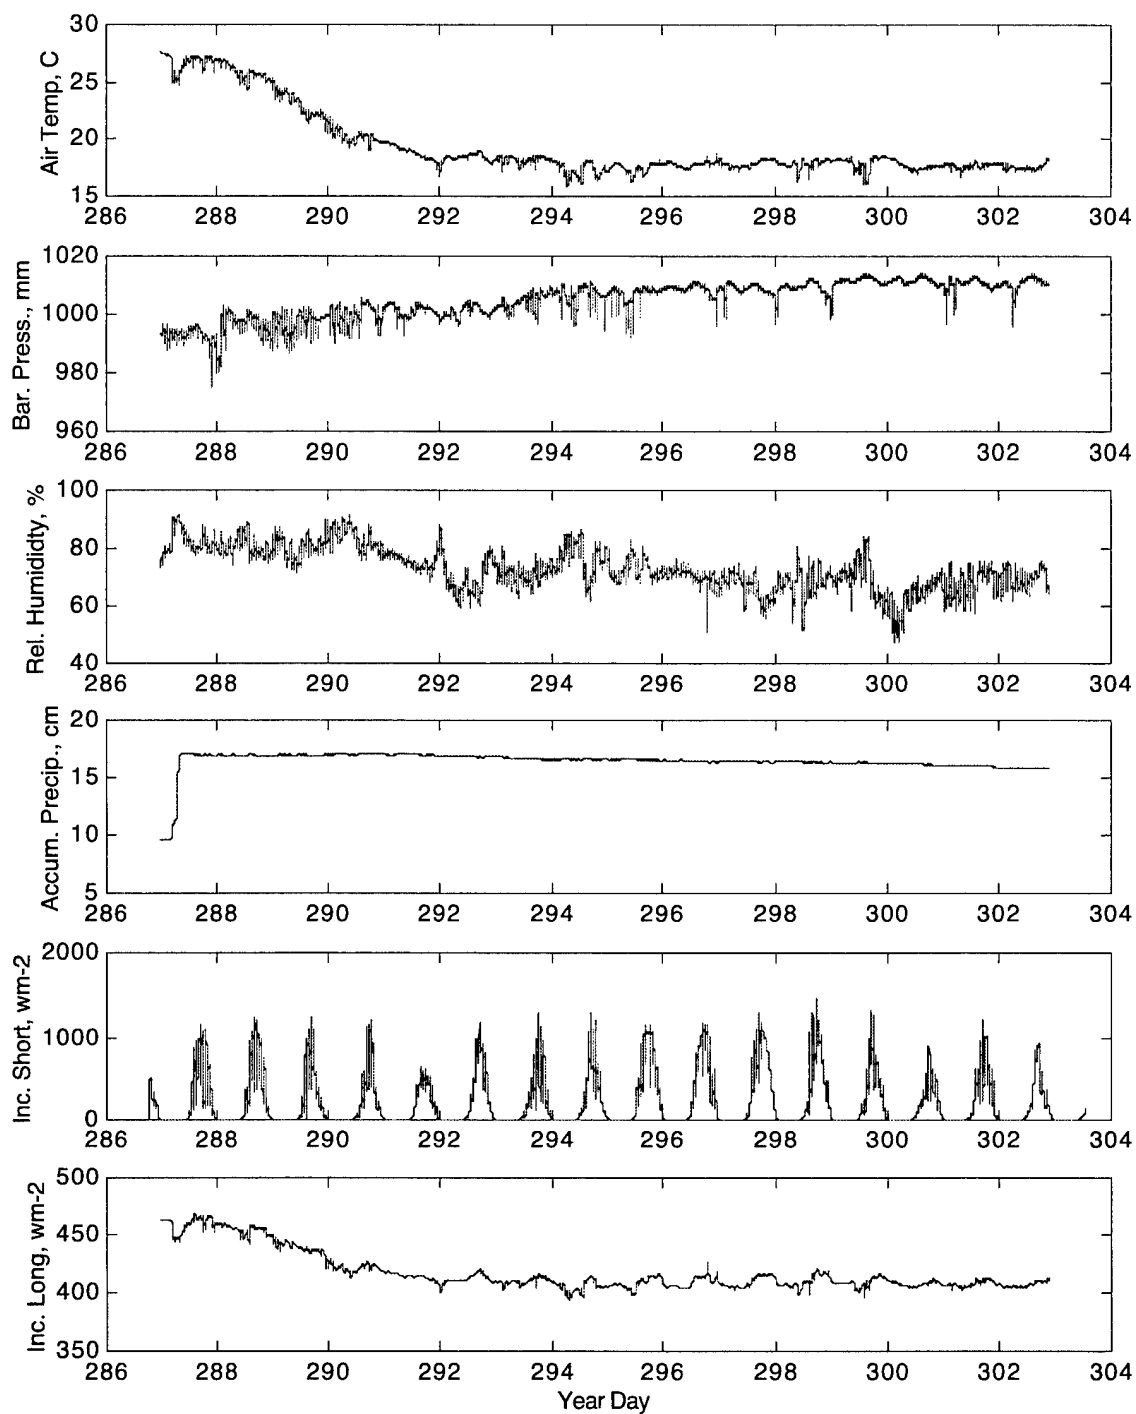 30
25
20
15
Air Temp, C
286 288 290 292 294 296 298 300 302 304
1020
1000
980
960
Bar. Press., mm
286 288 290 292 294 296 298 300 302 304
100
80
60
40
Rel. Humididty, %
286 288 290 292 294 296 298 300 302 304
20
15
10
5
Accum. Precip., cm
286 288 290 292 294 296 298 300 302 304
2000
1000
0
Inc. Short, wm-2
286 288 290 292 294 296 298 300 302 304
500
450
400
350
Inc. Long, wm-2
286 288 290 292 294 296 298 300 302 304
Year Day